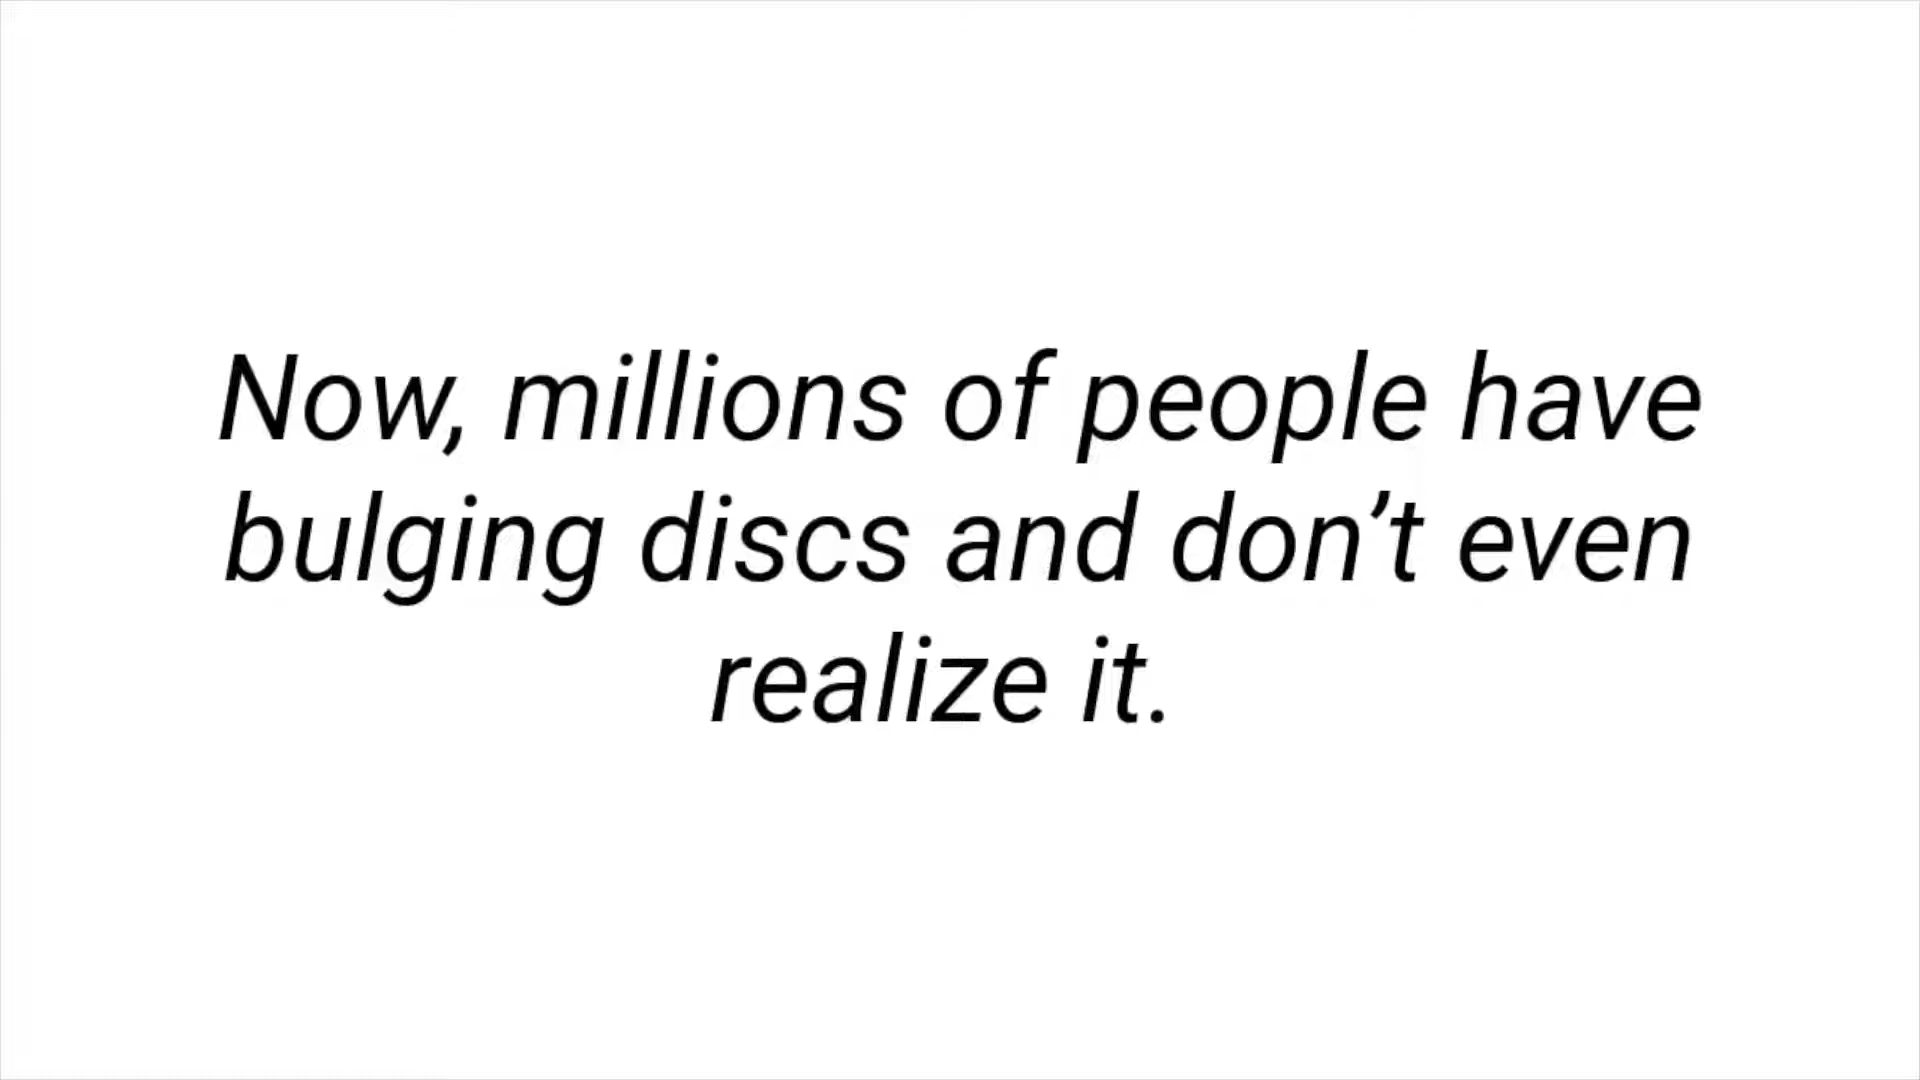 Now, millions of people have
bulging discs and don’t even
realize it.